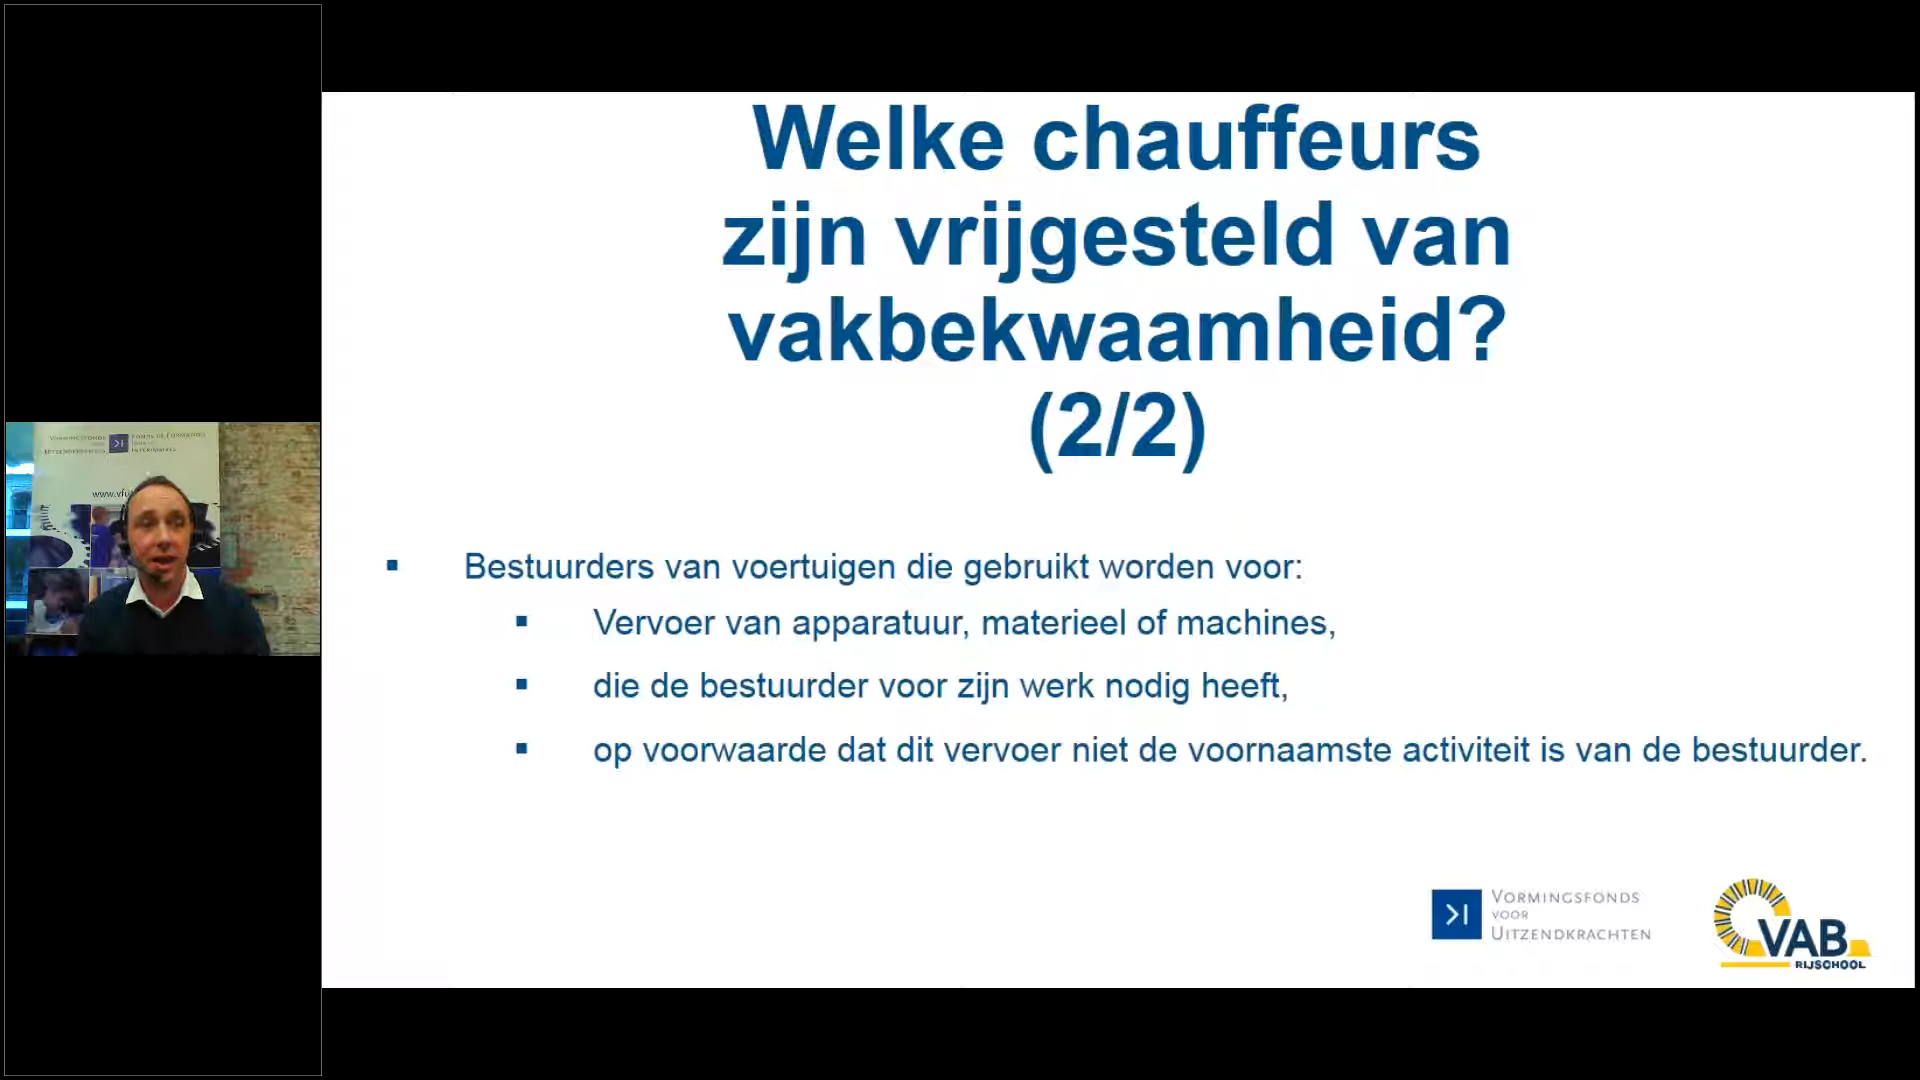 Welke chauffeurs
zijn vrijgesteld van
vakbekwaamheid?
(2/2)
▪ Bestuurders van voertuigen die gebruikt worden voor:
▪ Vervoer van apparatuur, materieel of machines,
▪ die de bestuurder voor zijn werk nodig heeft,
▪ op voorwaarde dat dit vervoer niet de voornaamste activiteit is van de bestuurder.
VORMINGSFONDS
VOOR
UITZENDKRACHTEN
VAB
RIJSCHOOL